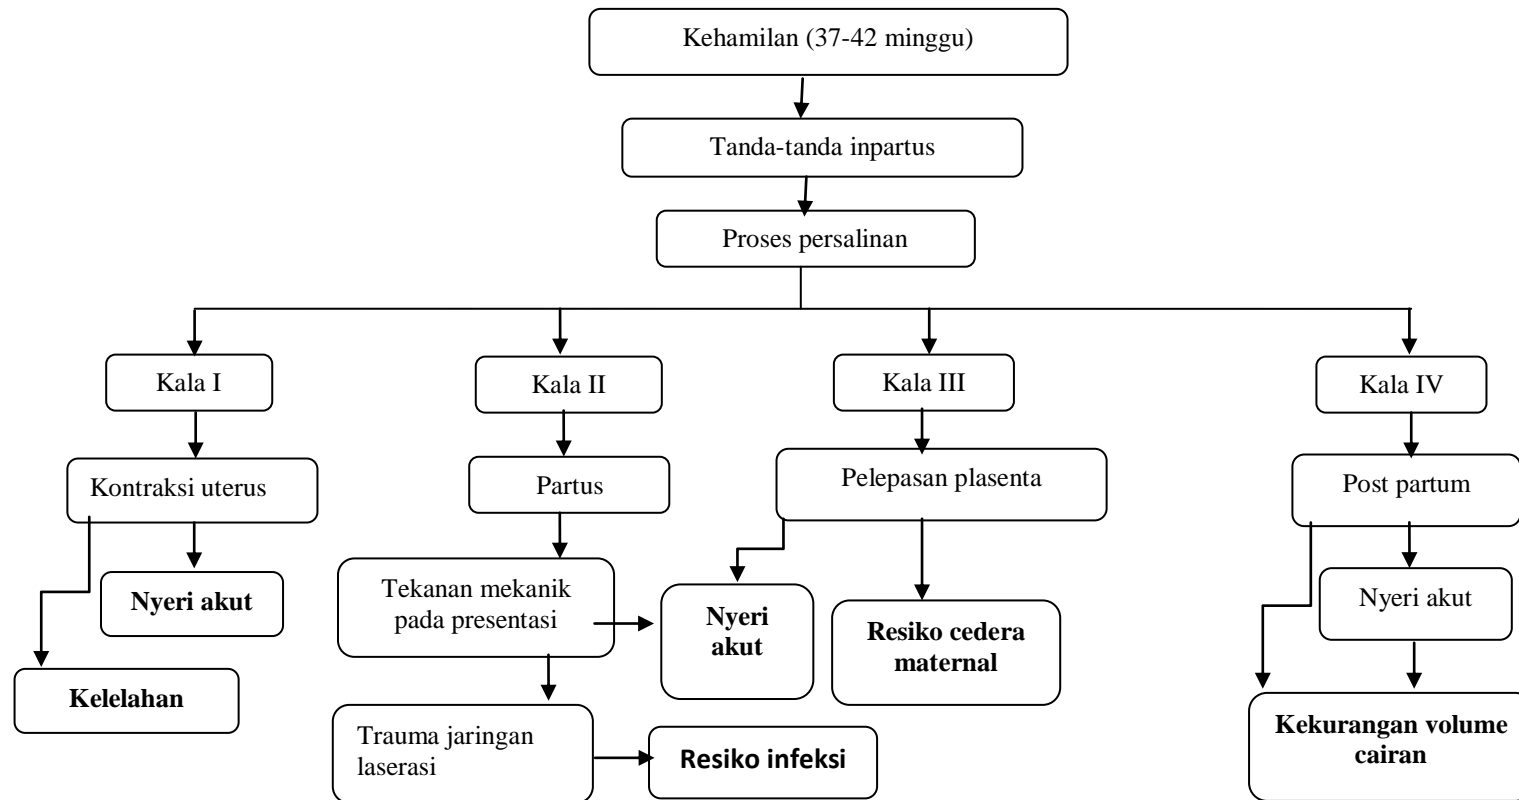 Kehamilan (37-42 minggu)
Tanda-tanda inpartus
Proses persalinan
Kala I
Kala II
Kala III
Kala IV
Kontraksi uterus
Partus
Pelepasan plasenta
Post partum
Nyeri akut
Tekanan mekanik
pada presentasi
Nyeri
akut
Resiko cedera
maternal
Nyeri akut
Kelelahan
Trauma jaringan
laserasi
Resiko infeksi
Kekurangan volume
cairan